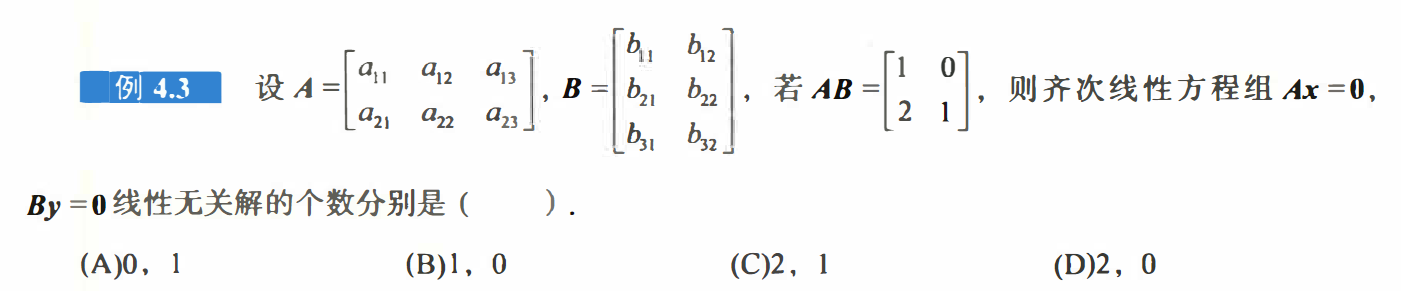 例 4.3 设 A = [a₁₁ a₁₂ a₁₃; a₂₁ a₂₂ a₂₃], B = [b₁₁ b₁₂; b₂₁ b₂₂; b₃₁ b₃₂], 若 AB = [1 0; 2 1], 则齐次线性方程组 Ax = 0,
By = 0 线性无关解的个数分别是 ( ).
(A)0, 1 (B)1, 0 (C)2, 1 (D)2, 0